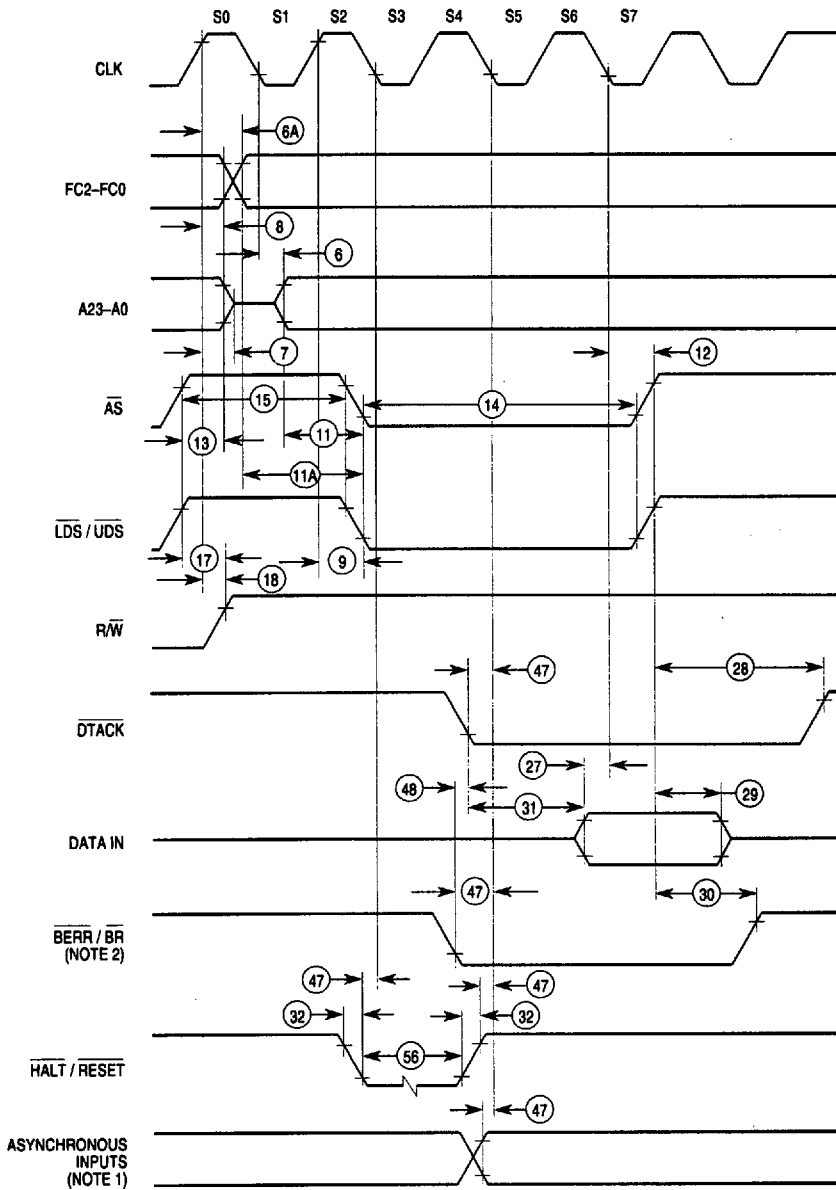 S0 S1 S2 S3 S4 S5 S6 S7
CLK
6A
FC2–FC0
8
6
A23–A0
7
12
AS
15
14
13
11
11A
LDS / UDS
17
9
18
R/W
47
28
DTACK
27
48
31
29
DATA IN
47
30
BERR / BR
(NOTE 2)
47
47
32
32
56
HALT / RESET
47
ASYNCHRONOUS
INPUTS
(NOTE 1)